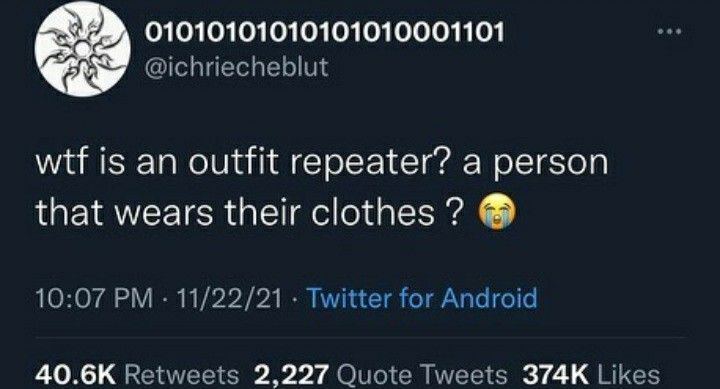 01010101010101010001101
@ichriecheblut
wtf is an outfit repeater? a person
that wears their clothes ? 😭
10:07 PM · 11/22/21 · Twitter for Android
40.6K Retweets 2,227 Quote Tweets 374K Likes